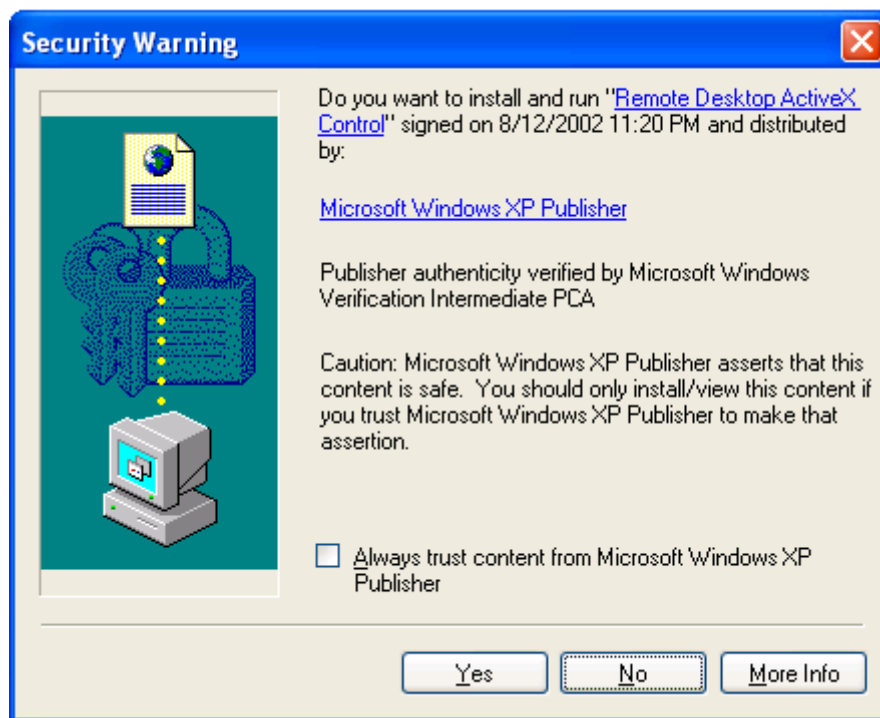 Security Warning
Do you want to install and run "Remote Desktop ActiveX
Control" signed on 8/12/2002 11:20 PM and distributed
by:
Microsoft Windows XP Publisher
Publisher authenticity verified by Microsoft Windows
Verification Intermediate PCA
Caution: Microsoft Windows XP Publisher asserts that this
content is safe.  You should only install/view this content if
you trust Microsoft Windows XP Publisher to make that
assertion.
Always trust content from Microsoft Windows XP
Publisher
Yes
No
More Info